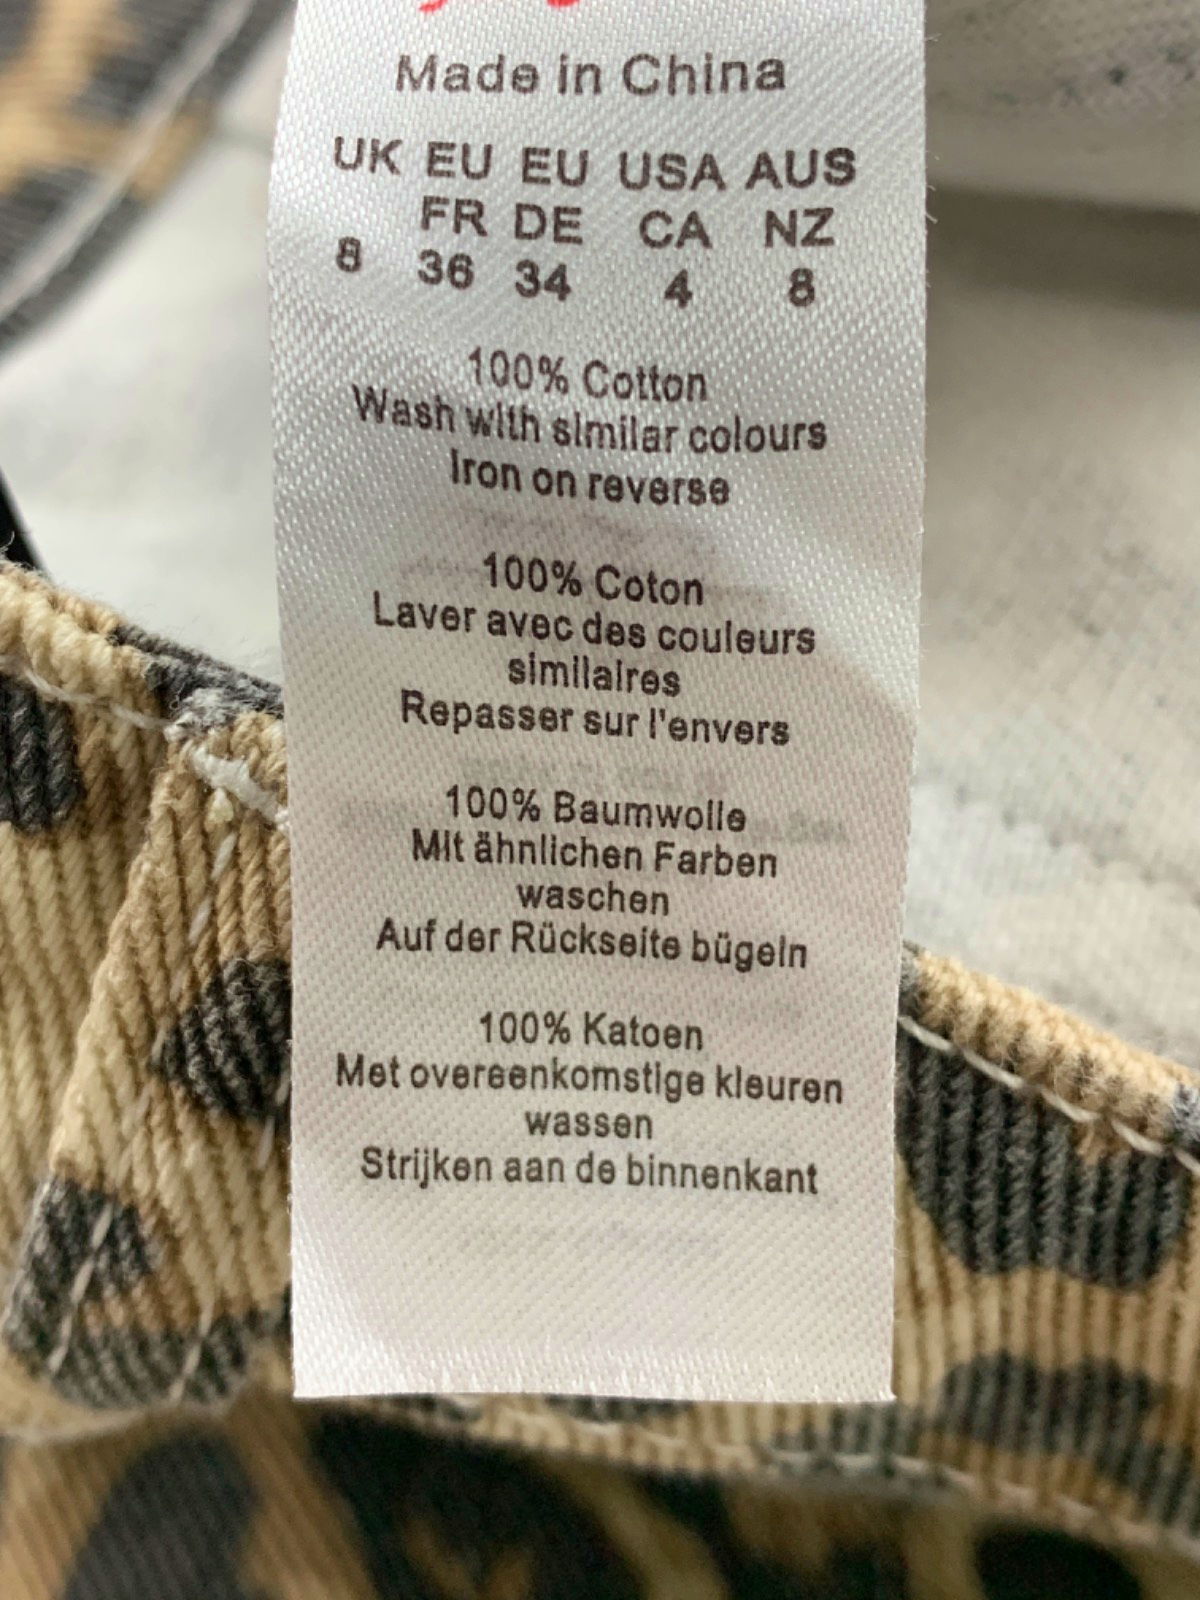 Made in China
UK EU EU USA AUS
FR DE CA NZ
8 36 34 4 8
100% Cotton
Wash with similar colours
Iron on reverse
100% Coton
Laver avec des couleurs
similaires
Repasser sur l'envers
100% Baumwolle
Mit ähnlichen Farben
waschen
Auf der Rückseite bügeln
100% Katoen
Met overeenkomstige kleuren
wassen
Strijken aan de binnenkant